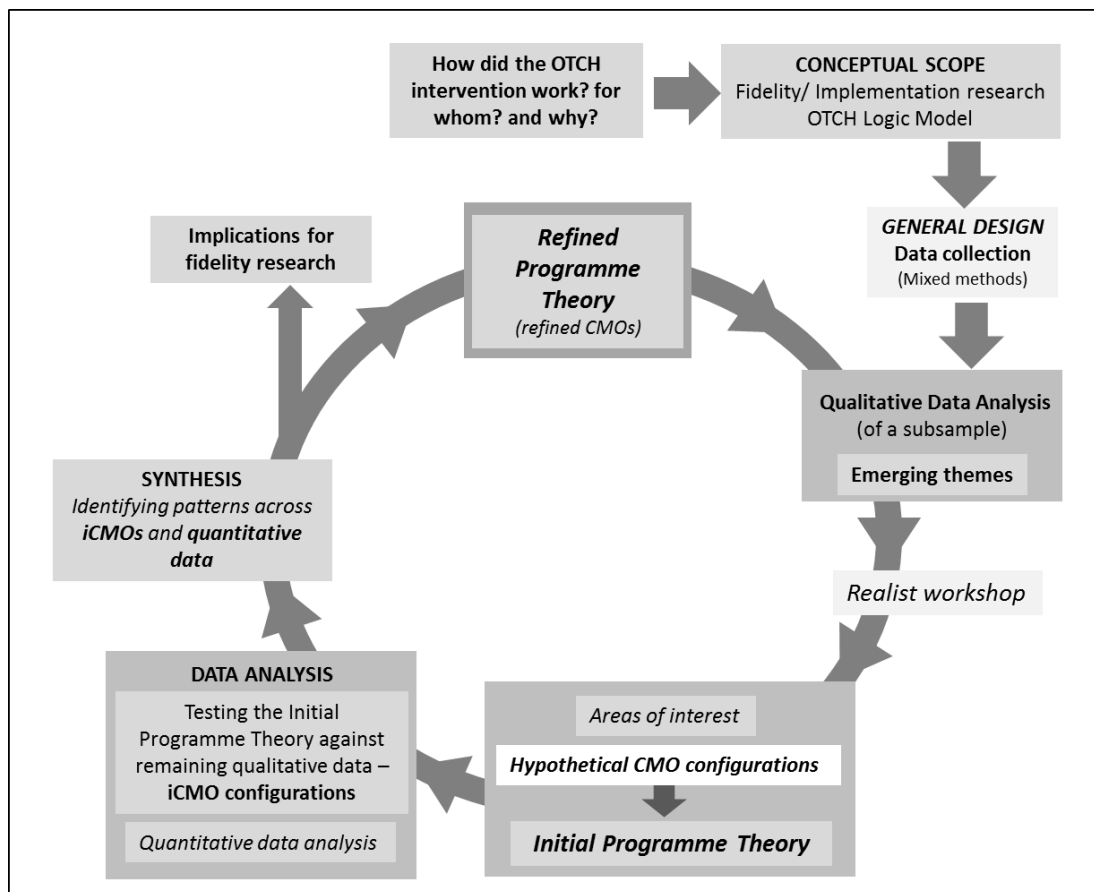 How did the OTCH
intervention work? for
whom? and why?
CONCEPTUAL SCOPE
Fidelity/ Implementation research
OTCH Logic Model
GENERAL DESIGN
Data collection
(Mixed methods)
Qualitative Data Analysis
(of a subsample)
Emerging themes
Realist workshop
Areas of interest
Hypothetical CMO configurations
Initial Programme Theory
DATA ANALYSIS
Testing the Initial
Programme Theory against
remaining qualitative data –
iCMO configurations
Quantitative data analysis
SYNTHESIS
Identifying patterns across
iCMOs and quantitative
data
Implications for
fidelity research
Refined
Programme
Theory
(refined CMOs)